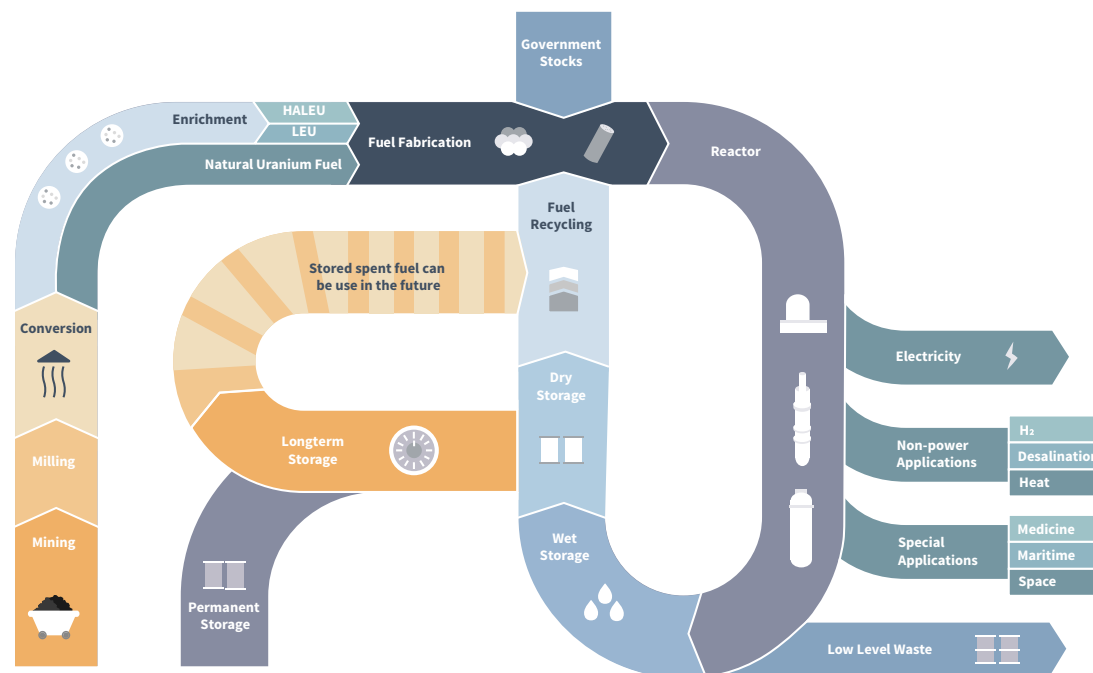 Government
Stocks
HALEU
Enrichment
LEU
Fuel Fabrication
Reactor
Natural Uranium Fuel
Fuel
Recycling
Stored spent fuel can
be use in the future
Conversion
Electricity
Dry
Storage
Longterm
Storage
Milling
H₂
Non-power
Applications
Desalination
Heat
Mining
Wet
Storage
Medicine
Special
Applications
Maritime
Space
Permanent
Storage
Low Level Waste